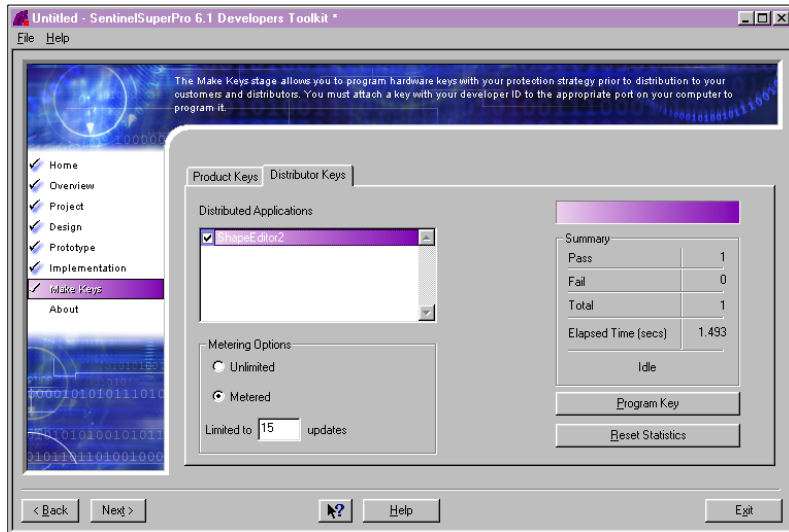 Untitled - SentinelSuperPro 6.1 Developers Toolkit *
File Help
The Make Keys stage allows you to program hardware keys with your protection strategy prior to distribution to your
customers and distributors. You must attach a key with your developer ID to the appropriate port on your computer to
program it.
Home
Overview
Project
Design
Prototype
Implementation
Make Keys
About
Product Keys Distributor Keys
Distributed Applications
ShapeEditor2
Metering Options
Unlimited
Metered
Limited to 15 updates
Summary
Pass 1
Fail 0
Total 1
Elapsed Time (secs) 1.493
Idle
Program Key
Reset Statistics
< Back Next > Help Exit